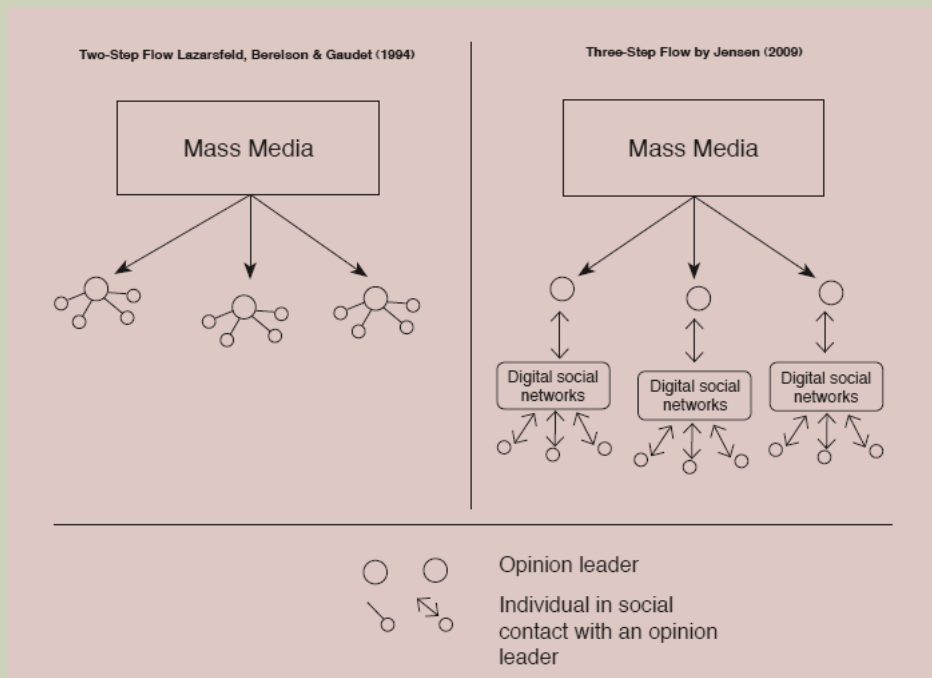 Two-Step Flow Lazarsfeld, Berelson & Gaudet (1994)
Mass Media
Three-Step Flow by Jensen (2009)
Mass Media
Digital social
networks
Digital social
networks
Digital social
networks
Opinion leader
Individual in social
contact with an opinion
leader